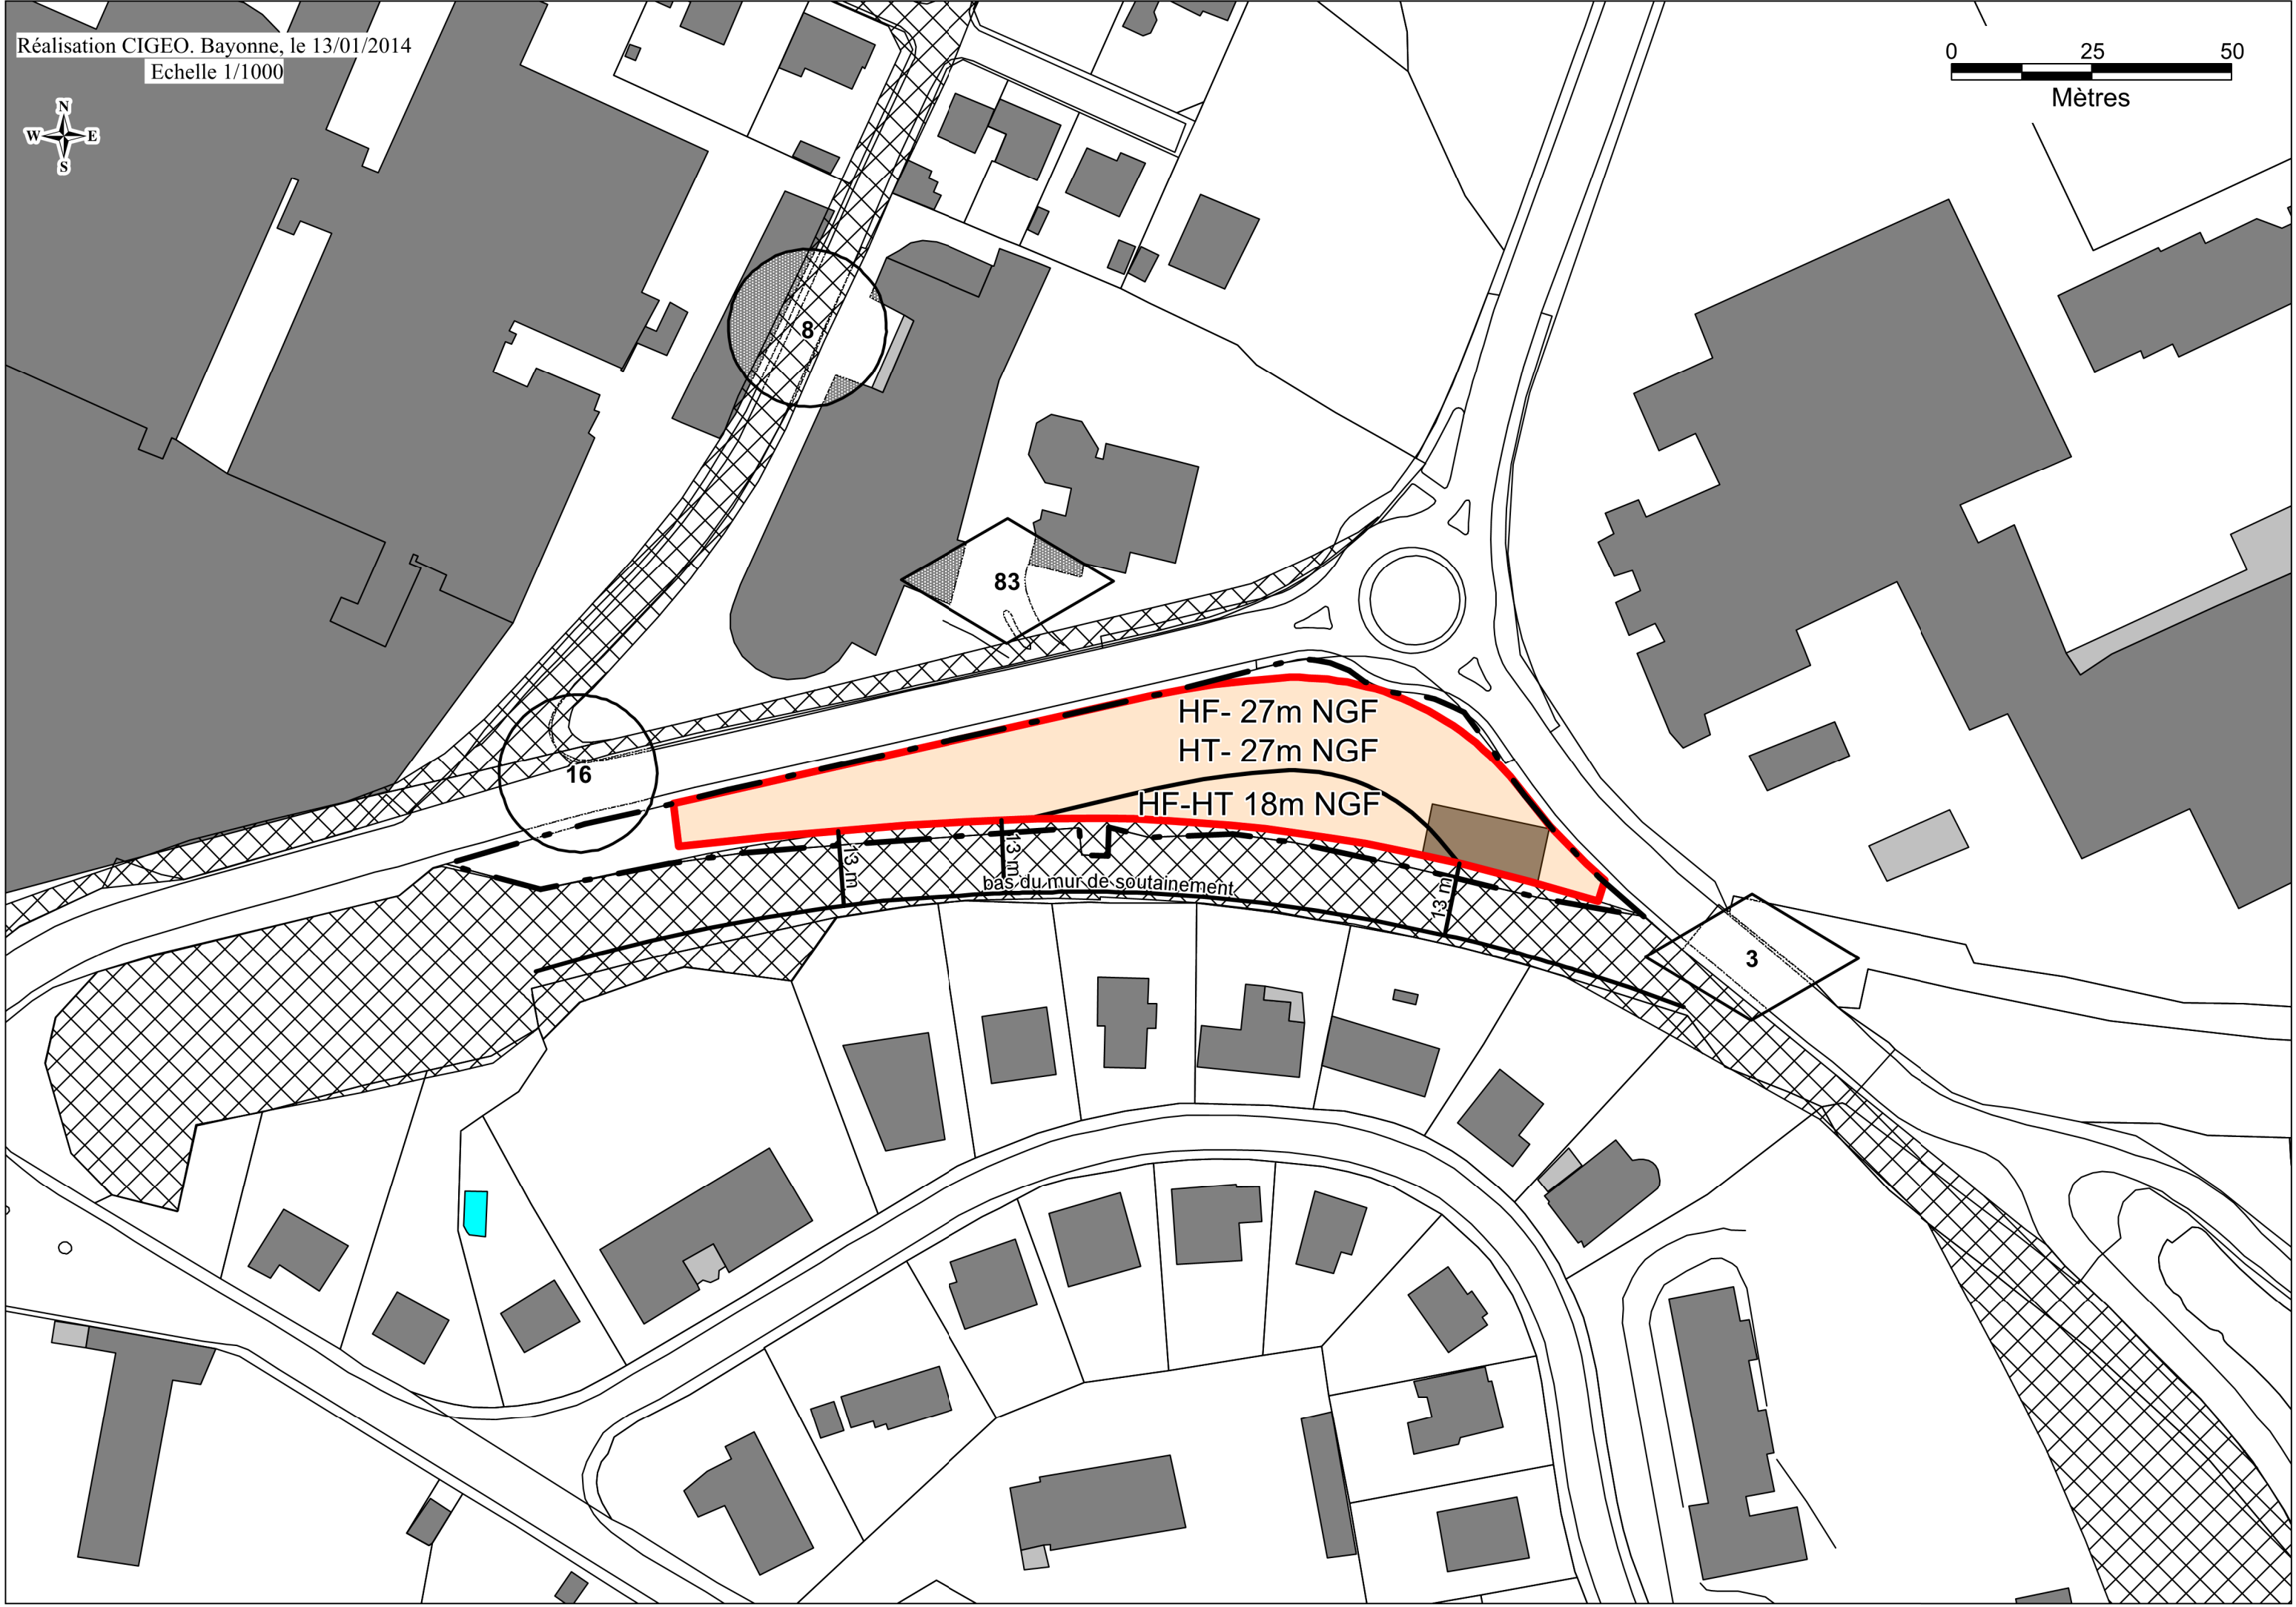 Réalisation CIGEO. Bayonne, le 13/01/2014
Echelle 1/1000
N
W E
S
0 25 50
Mètres
8
83
16
HF- 27m NGF
HT- 27m NGF
HF-HT 18m NGF
13 m
13 m
13 m
bas du mur de soutainement
3